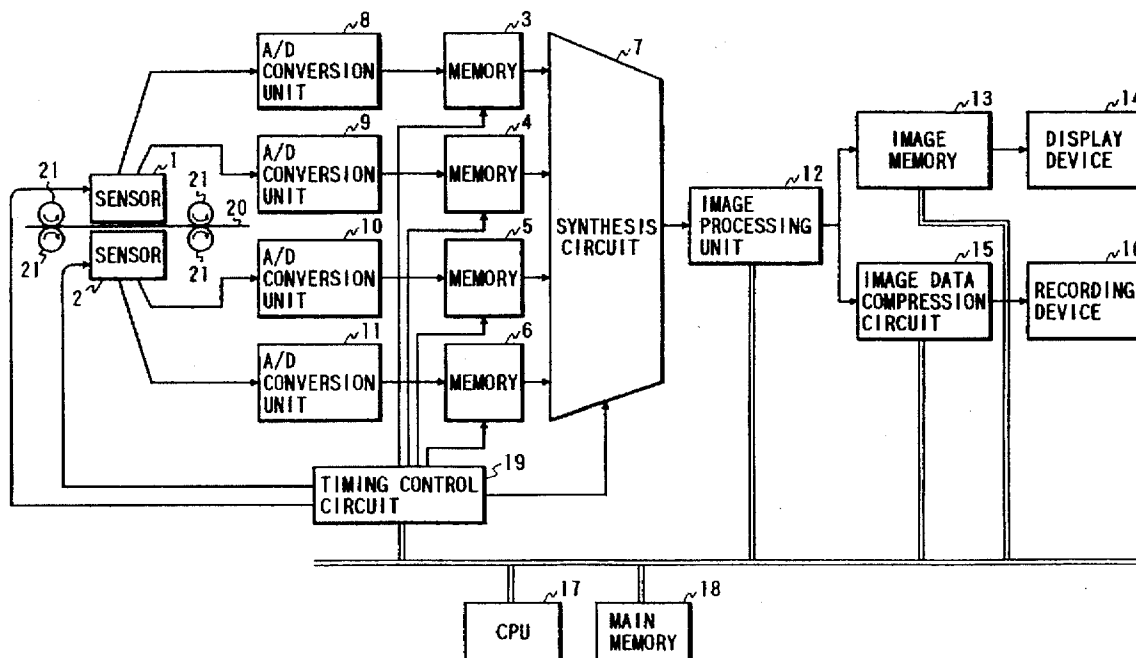 8
A/D
CONVERSION
UNIT
3
MEMORY
7
SYNTHESIS
CIRCUIT
9
A/D
CONVERSION
UNIT
4
MEMORY
21
1
SENSOR
21
20
21
SENSOR
2
21
10
A/D
CONVERSION
UNIT
5
MEMORY
11
A/D
CONVERSION
UNIT
6
MEMORY
12
IMAGE
PROCESSING
UNIT
13
IMAGE
MEMORY
14
DISPLAY
DEVICE
15
IMAGE DATA
COMPRESSION
CIRCUIT
16
RECORDING
DEVICE
19
TIMING CONTROL
CIRCUIT
17
CPU
18
MAIN
MEMORY